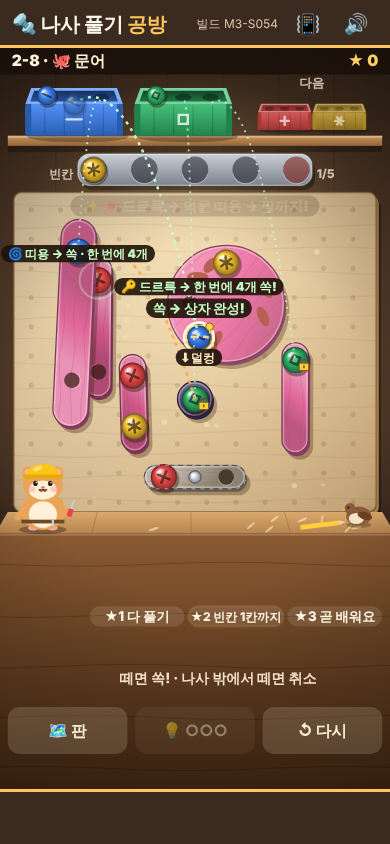 🔩 나사 풀기 공방 빌드 M3-S054
2-8 · 🐙 문어 ★ 0
다음
빈칸 1/5
🌀 띠용 → 쏙 · 한 번에 4개
🔑 드르륵 → 한 번에 4개 쏙!
쏙 → 상자 완성!
⬇덜컹
★1 다 풀기 ★2 빈칸 1칸까지 ★3 곧 배워요
떼면 쏙! · 나사 밖에서 떼면 취소
🗺️ 판 💡 ○○○ ↺ 다시